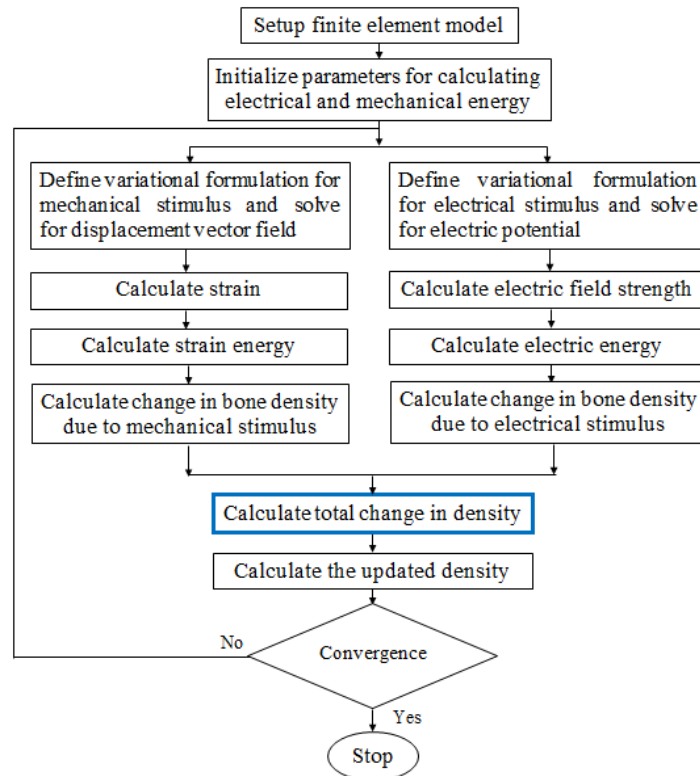 Setup finite element model
Initialize parameters for calculating
electrical and mechanical energy
Define variational formulation for
mechanical stimulus and solve
for displacement vector field
Define variational formulation
for electrical stimulus and solve
for electric potential
Calculate strain
Calculate electric field strength
Calculate strain energy
Calculate electric energy
Calculate change in bone density
due to mechanical stimulus
Calculate change in bone density
due to electrical stimulus
Calculate total change in density
Calculate the updated density
No
Convergence
Yes
Stop